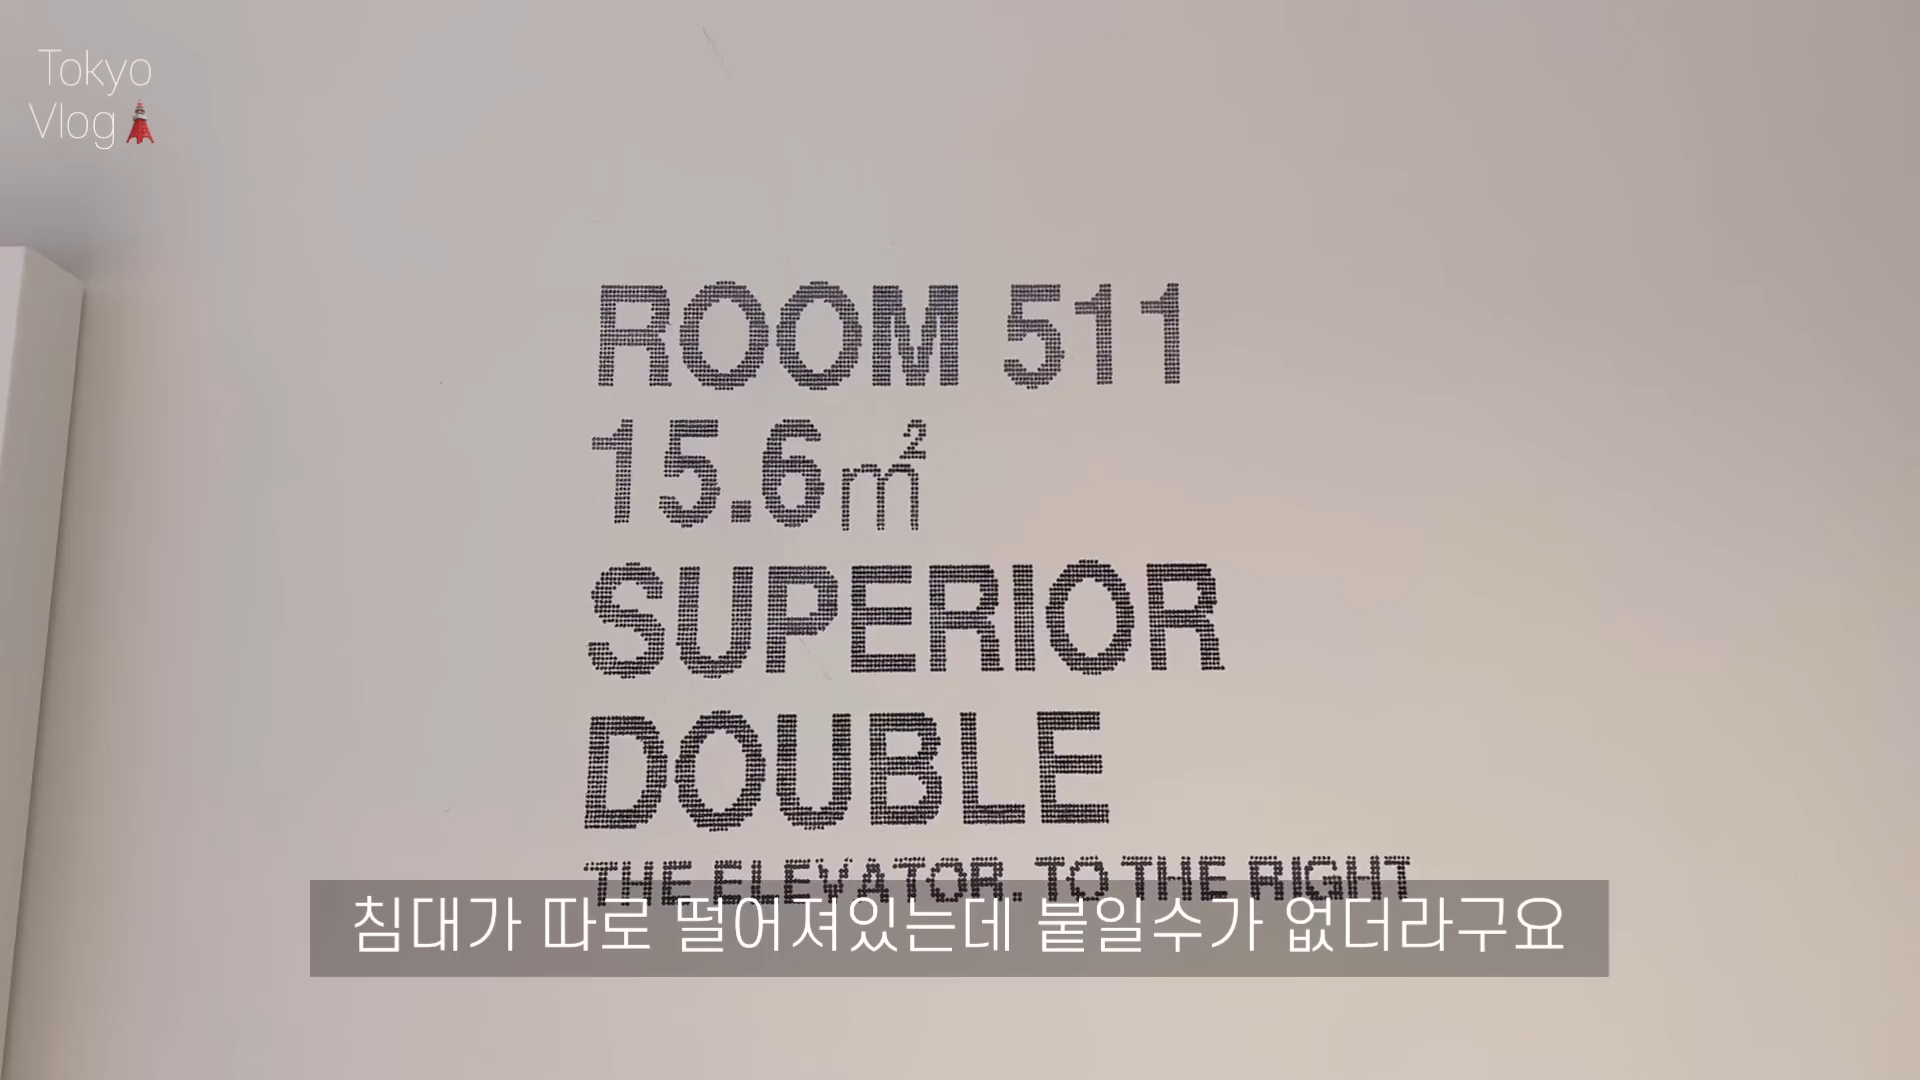 Tokyo
Vlog
ROOM 511
15.6㎡
SUPERIOR
DOUBLE
THE ELEVATOR, TO THE RIGHT
침대가 따로 떨어져있는데 붙일수가 없더라구요